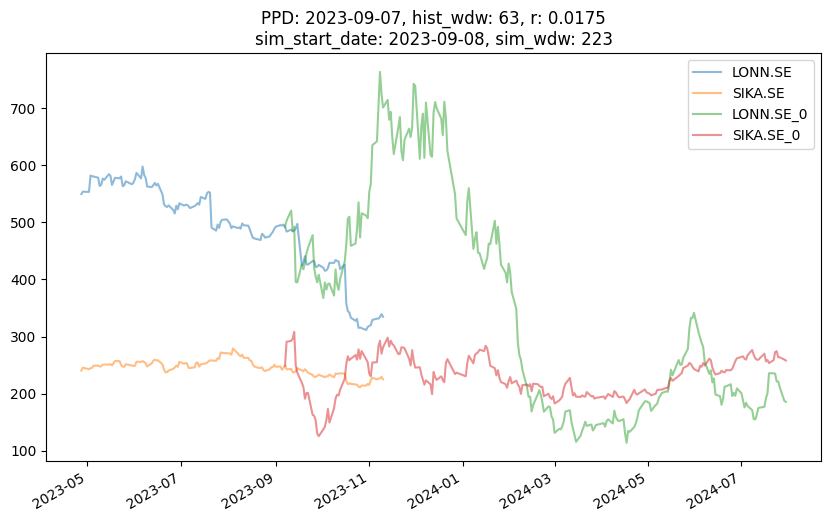 PPD: 2023-09-07, hist_wdw: 63, r: 0.0175
sim_start_date: 2023-09-08, sim_wdw: 223
LONN.SE
SIKA.SE
LONN.SE_0
SIKA.SE_0
700
600
500
400
300
200
100
2023-05
2023-07
2023-09
2023-11
2024-01
2024-03
2024-05
2024-07